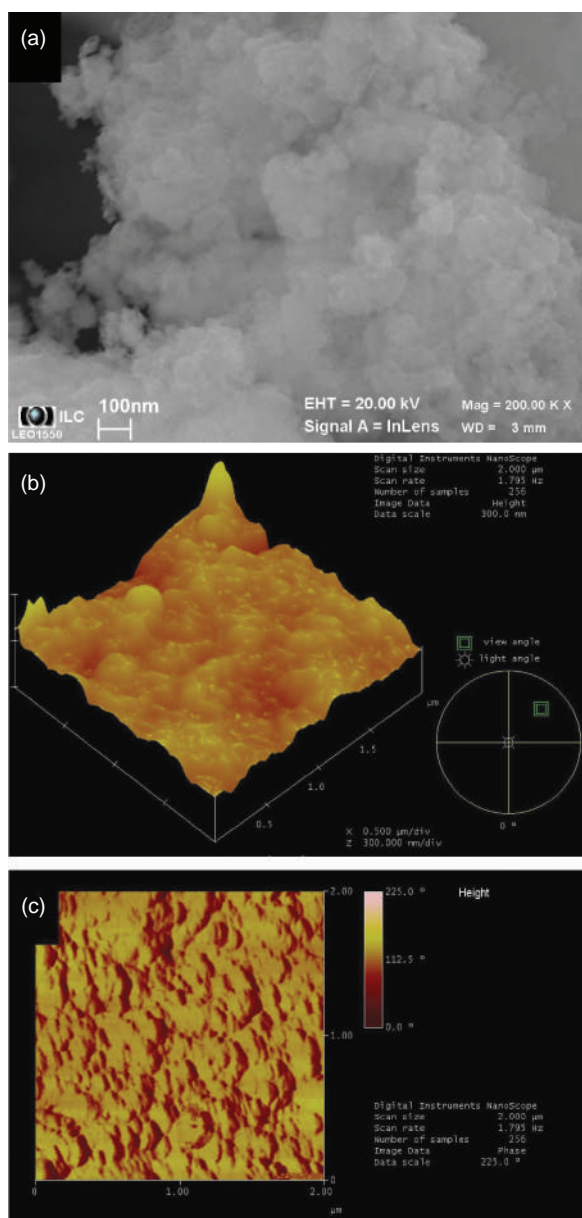 (a)
ILC
LEO1550
100nm
EHT = 20.00 kV
Signal A = InLens
Mag = 200.00 K X
WD = 3 mm
(b)
Digital Instruments NanoScope
Scan size 2.000 µm
Scan rate 1.795 Hz
Number of samples 256
Image Data Height
Data scale 300.0 nm
view angle
light angle
µm
1.5
1.0
0.5
X 0.500 µm/div
Z 300.000 nm/div
0 °
(c)
2.00
225.0 °
Height
112.5 °
1.00
0.0 °
Digital Instruments NanoScope
Scan size 2.000 µm
Scan rate 1.795 Hz
Number of samples 256
Image Data Phase
Data scale 225.0 °
0
0
1.00
2.00
µm